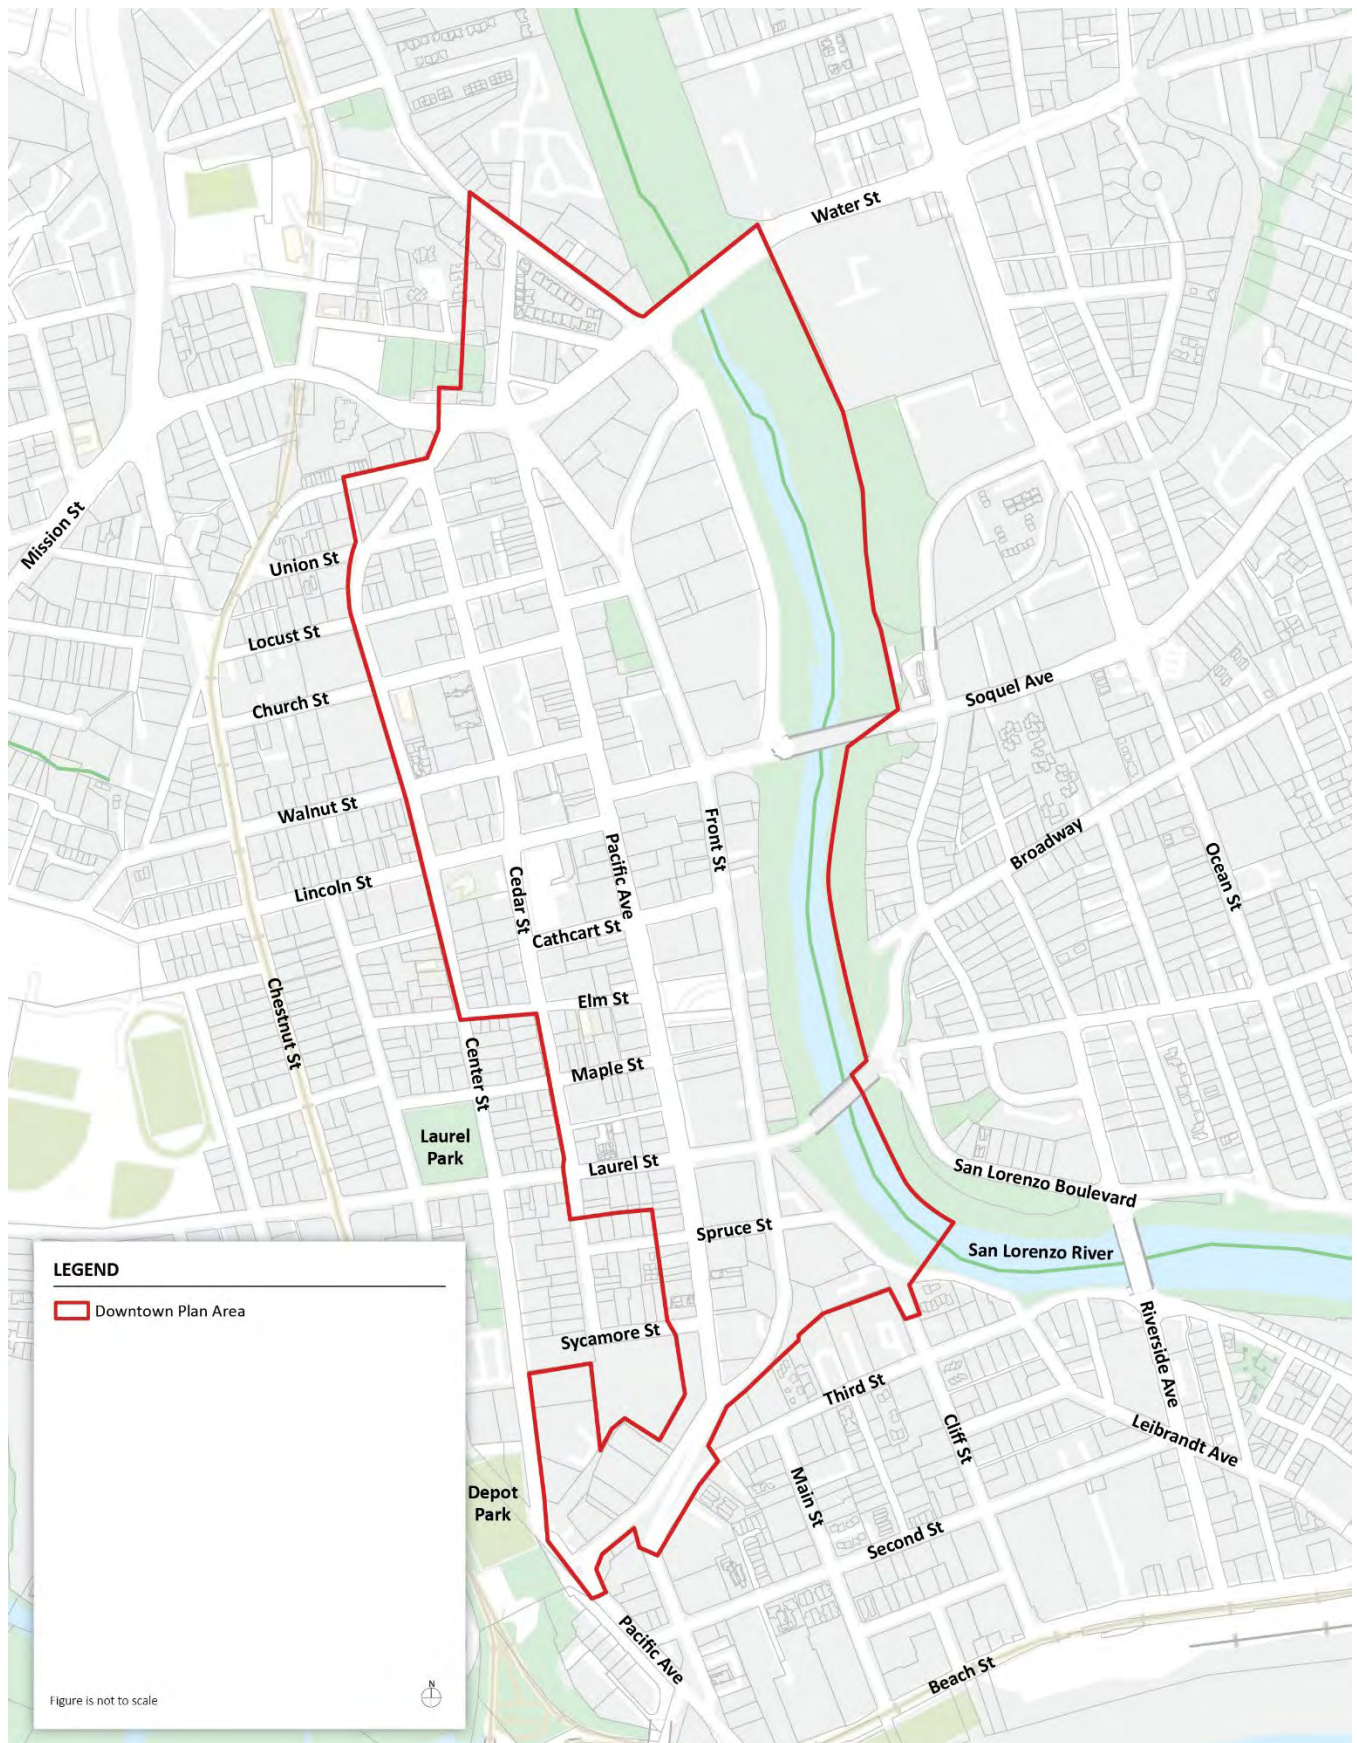 Water St
Mission St
Union St
Locust St
Church St
Soquel Ave
Walnut St
Front St
Pacific Ave
Broadway
Ocean St
Lincoln St
Cedar St
Cathcart St
Chestnut St
Elm St
Center St
Maple St
Laurel
Park
Laurel St
San Lorenzo Boulevard
Spruce St
San Lorenzo River
LEGEND
Downtown Plan Area
Sycamore St
Riverside Ave
Third St
Cliff St
Leibrandt Ave
Depot
Park
Main St
Second St
Pacific Ave
Beach St
Figure is not to scale
N